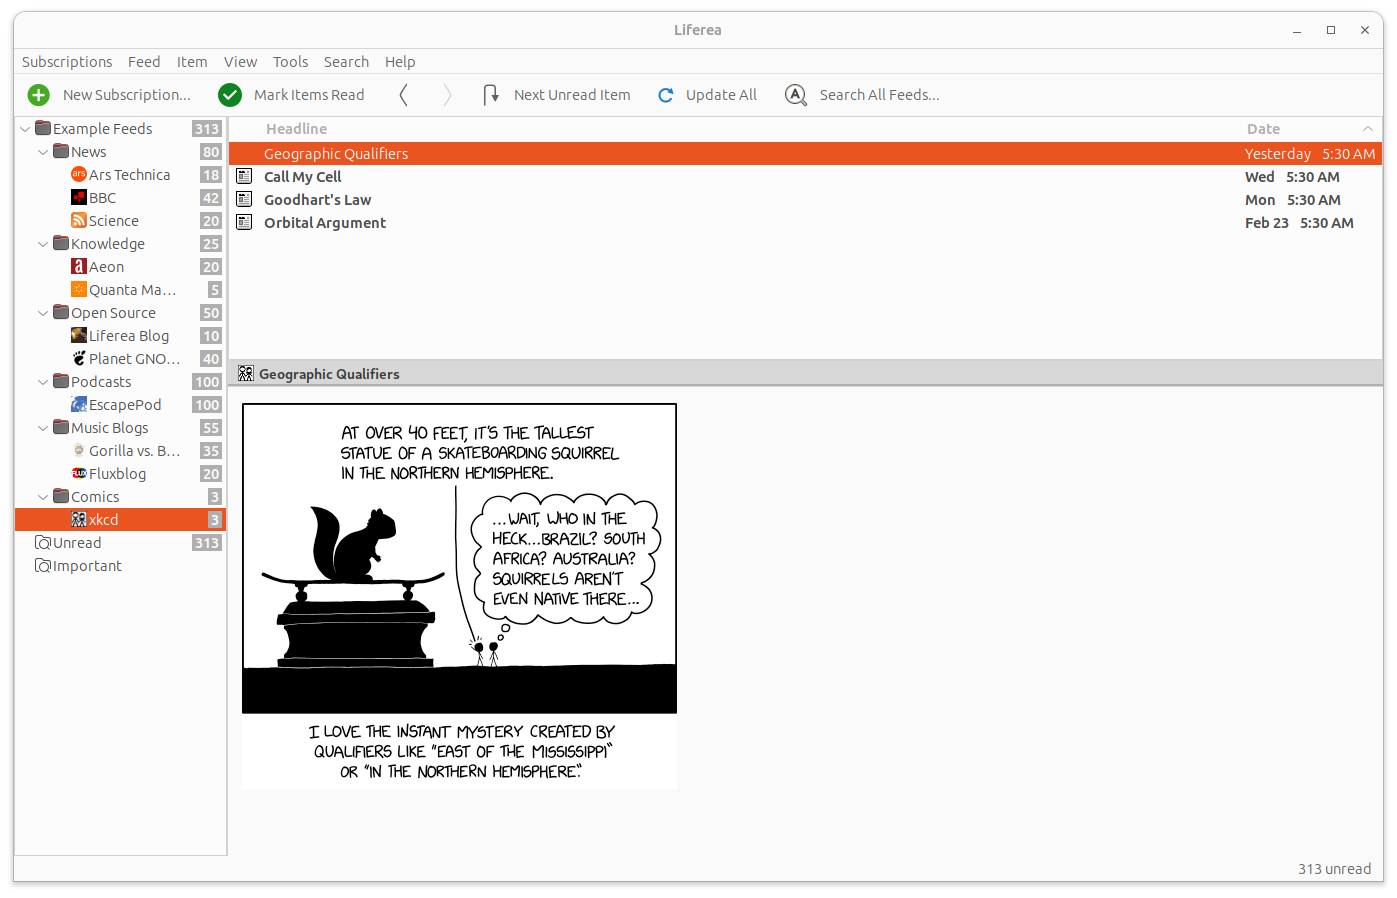 Liferea
Subscriptions Feed Item View Tools Search Help
New Subscription... Mark Items Read Next Unread Item Update All Search All Feeds...
Example Feeds 313
News 80
Ars Technica 18
BBC 42
Science 20
Knowledge 25
Aeon 20
Quanta Ma... 5
Open Source 50
Liferea Blog 10
Planet GNO... 40
Podcasts 100
EscapePod 100
Music Blogs 55
Gorilla vs. B... 35
Fluxblog 20
Comics 3
xkcd 3
Unread 313
Important
Headline Date
Geographic Qualifiers Yesterday 5:30 AM
Call My Cell Wed 5:30 AM
Goodhart's Law Mon 5:30 AM
Orbital Argument Feb 23 5:30 AM
Geographic Qualifiers
AT OVER 40 FEET, IT'S THE TALLEST
STATUE OF A SKATEBOARDING SQUIRREL
IN THE NORTHERN HEMISPHERE.
...WAIT, WHO IN THE
HECK...BRAZIL? SOUTH
AFRICA? AUSTRALIA?
SQUIRRELS AREN'T
EVEN NATIVE THERE...
I LOVE THE INSTANT MYSTERY CREATED BY
QUALIFIERS LIKE "EAST OF THE MISSISSIPPI"
OR "IN THE NORTHERN HEMISPHERE."
313 unread